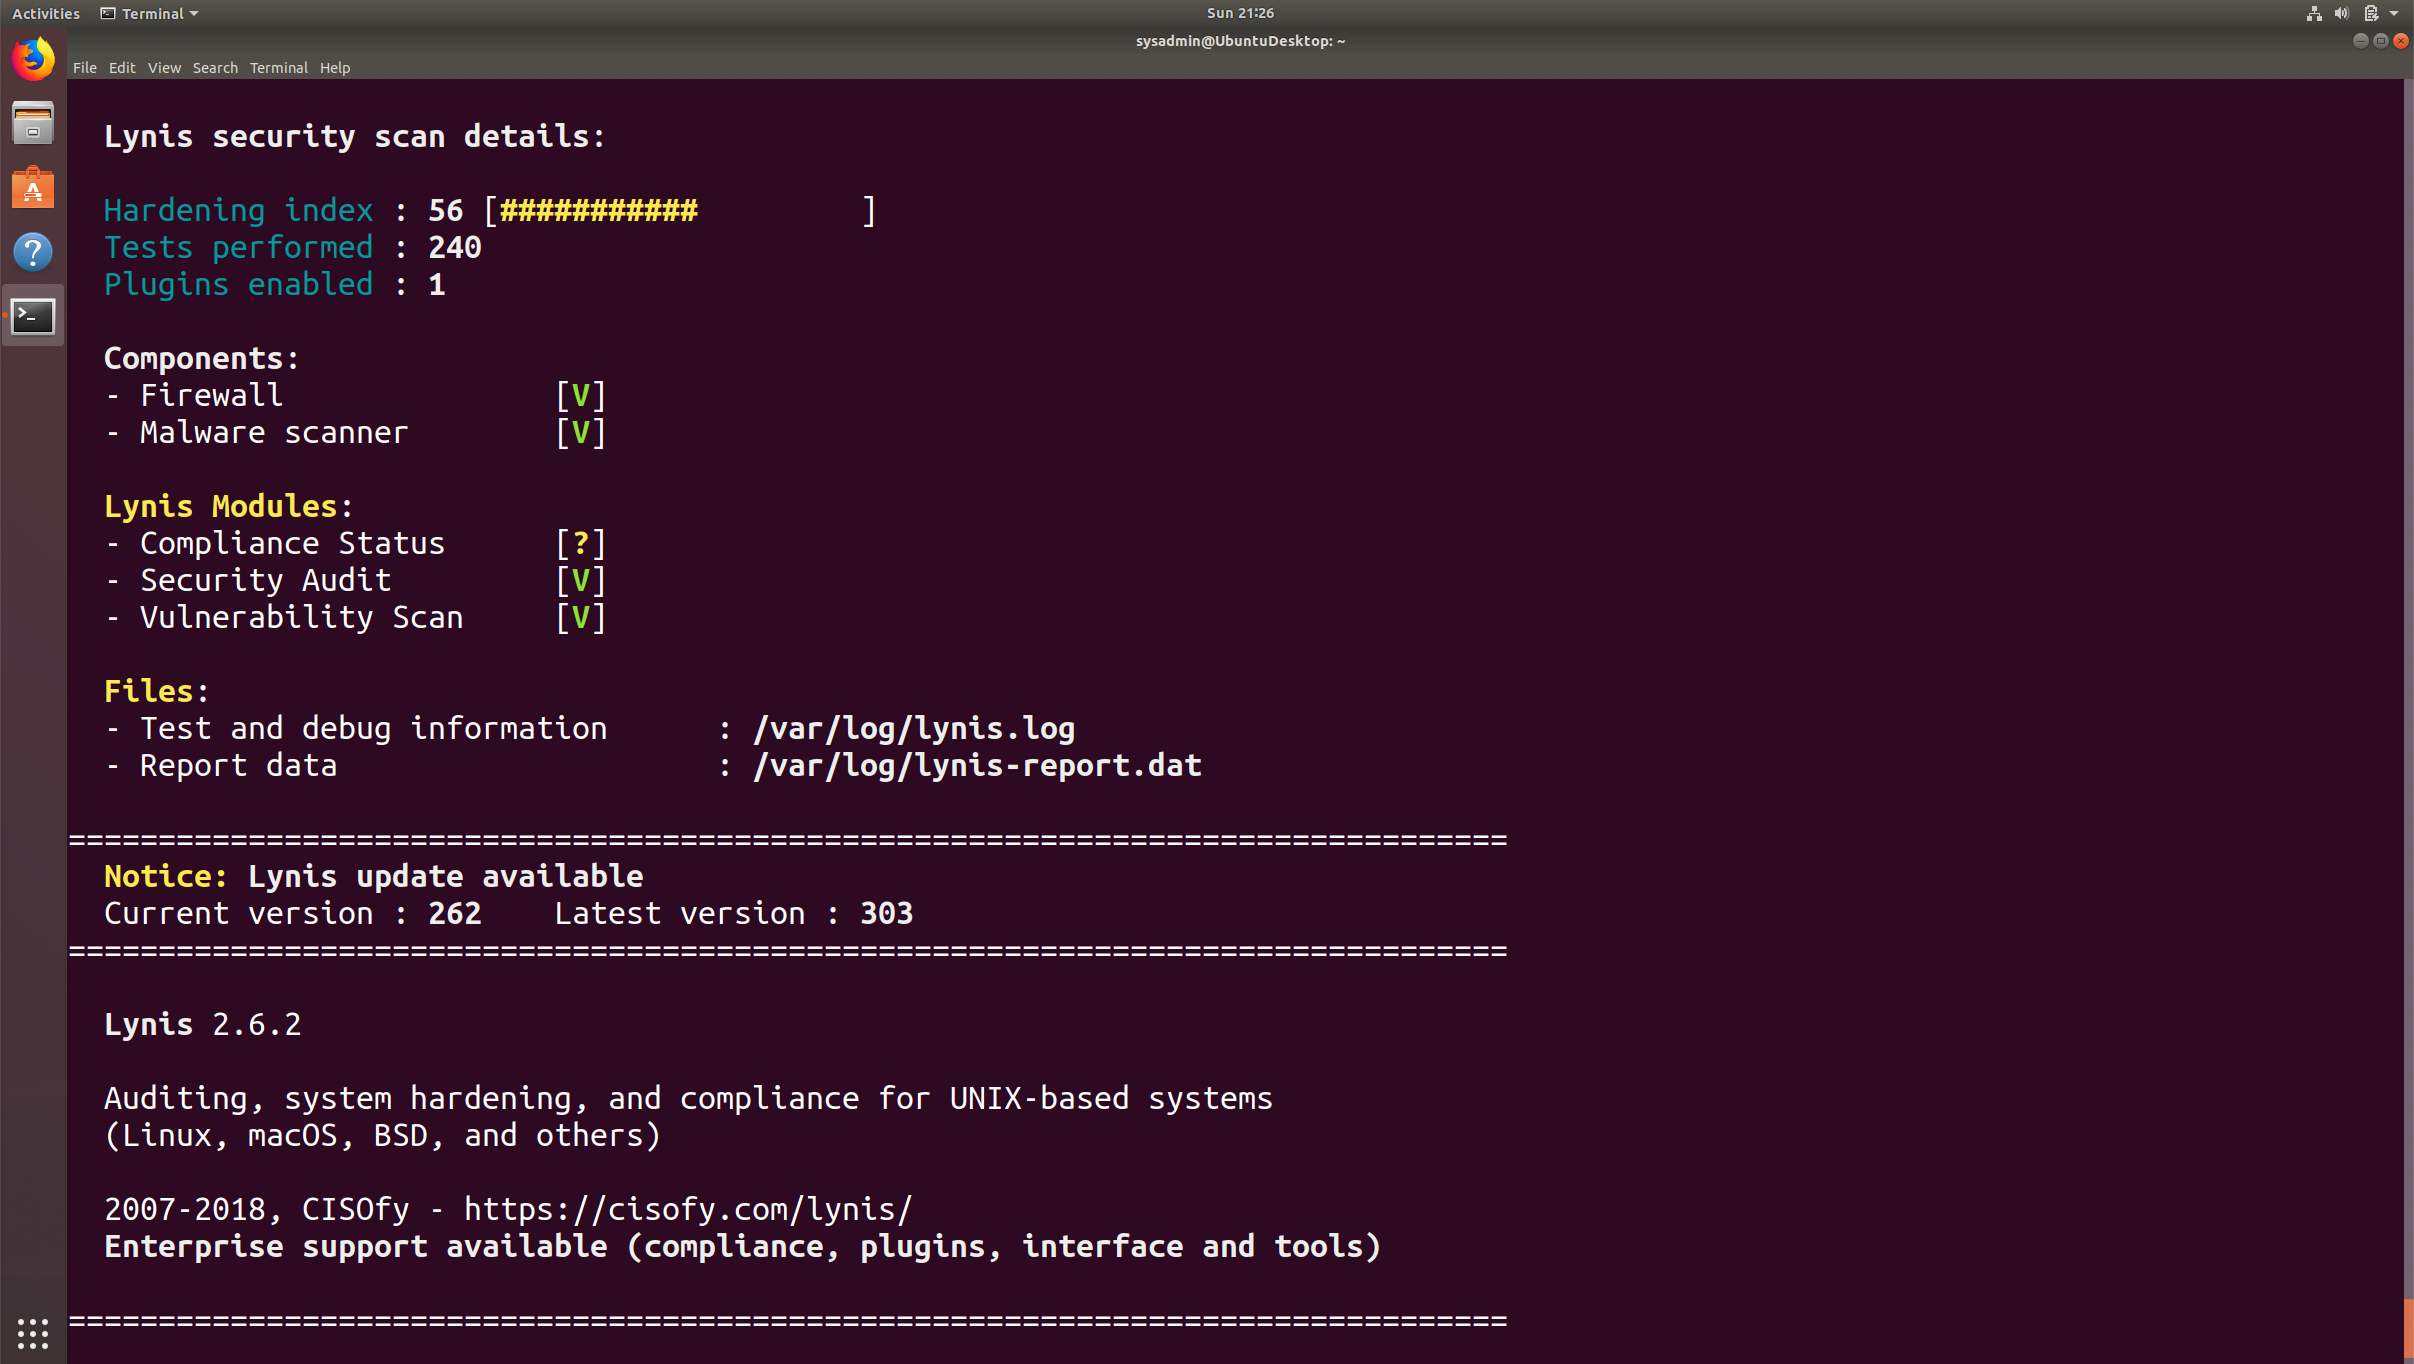 Activities Terminal Sun 21:26
sysadmin@UbuntuDesktop: ~
File Edit View Search Terminal Help
Lynis security scan details:
Hardening index : 56 [########### ]
Tests performed : 240
Plugins enabled : 1
Components:
- Firewall [V]
- Malware scanner [V]
Lynis Modules:
- Compliance Status [?]
- Security Audit [V]
- Vulnerability Scan [V]
Files:
- Test and debug information : /var/log/lynis.log
- Report data : /var/log/lynis-report.dat
================================================================================
Notice: Lynis update available
Current version : 262 Latest version : 303
================================================================================
Lynis 2.6.2
Auditing, system hardening, and compliance for UNIX-based systems
(Linux, macOS, BSD, and others)
2007-2018, CISOfy - https://cisofy.com/lynis/
Enterprise support available (compliance, plugins, interface and tools)
================================================================================